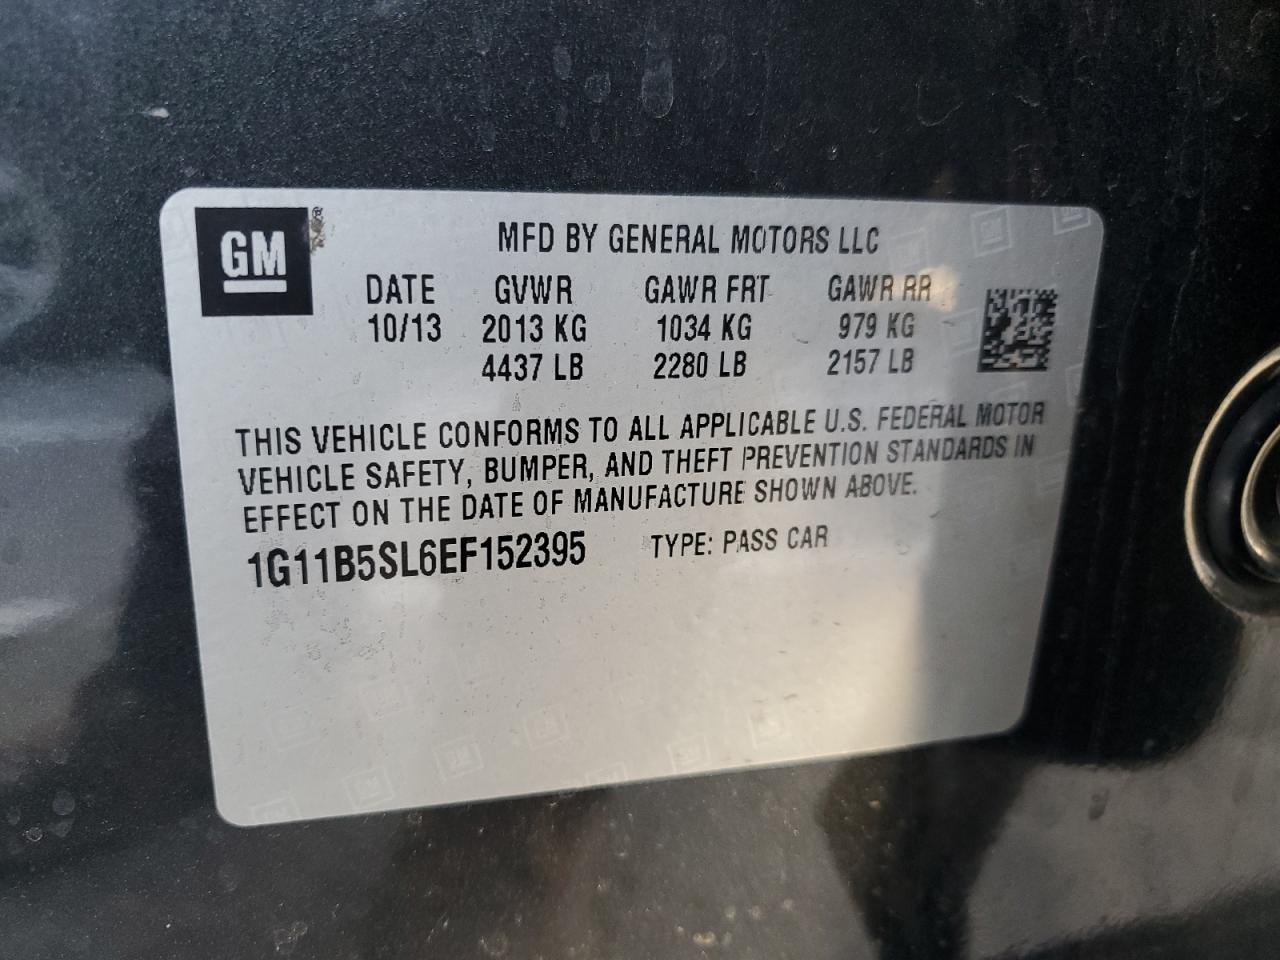 GM
MFD BY GENERAL MOTORS LLC
DATE GVWR GAWR FRT GAWR RR
10/13 2013 KG 1034 KG 979 KG
4437 LB 2280 LB 2157 LB
THIS VEHICLE CONFORMS TO ALL APPLICABLE U.S. FEDERAL MOTOR
VEHICLE SAFETY, BUMPER, AND THEFT PREVENTION STANDARDS IN
EFFECT ON THE DATE OF MANUFACTURE SHOWN ABOVE.
1G11B5SL6EF152395 TYPE: PASS CAR